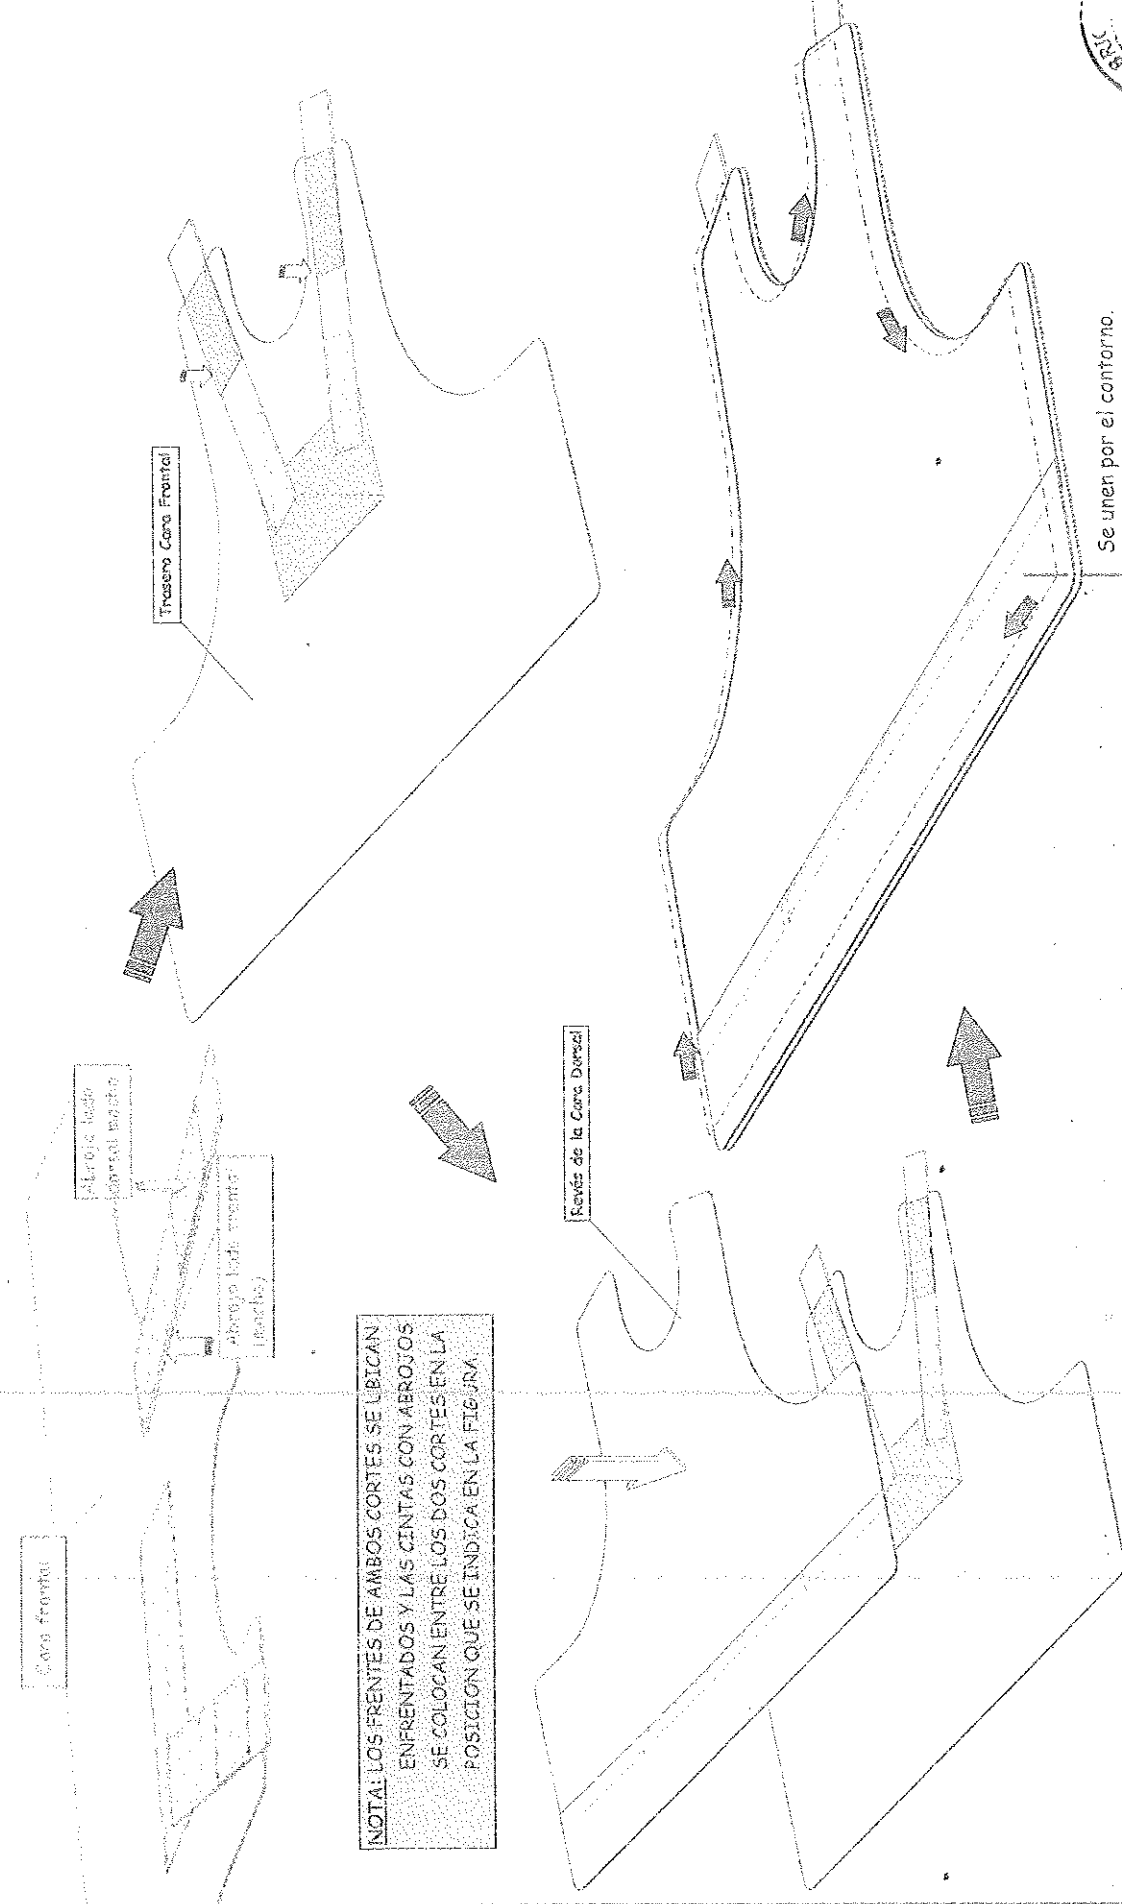 Cara frontal
Abrojo lado
dorsal macho
Abrojo lado frontal
(macho)
Trasero Cara Frontal
NOTA: LOS FRENTES DE AMBOS CORTES SE UBICAN
ENFRENTADOS Y LAS CINTAS CON ABROJOS
SE COLOCAN ENTRE LOS DOS CORTES EN LA
POSICION QUE SE INDICA EN LA FIGURA
Revés de la Cara Dorsal
Se unen por el contorno.